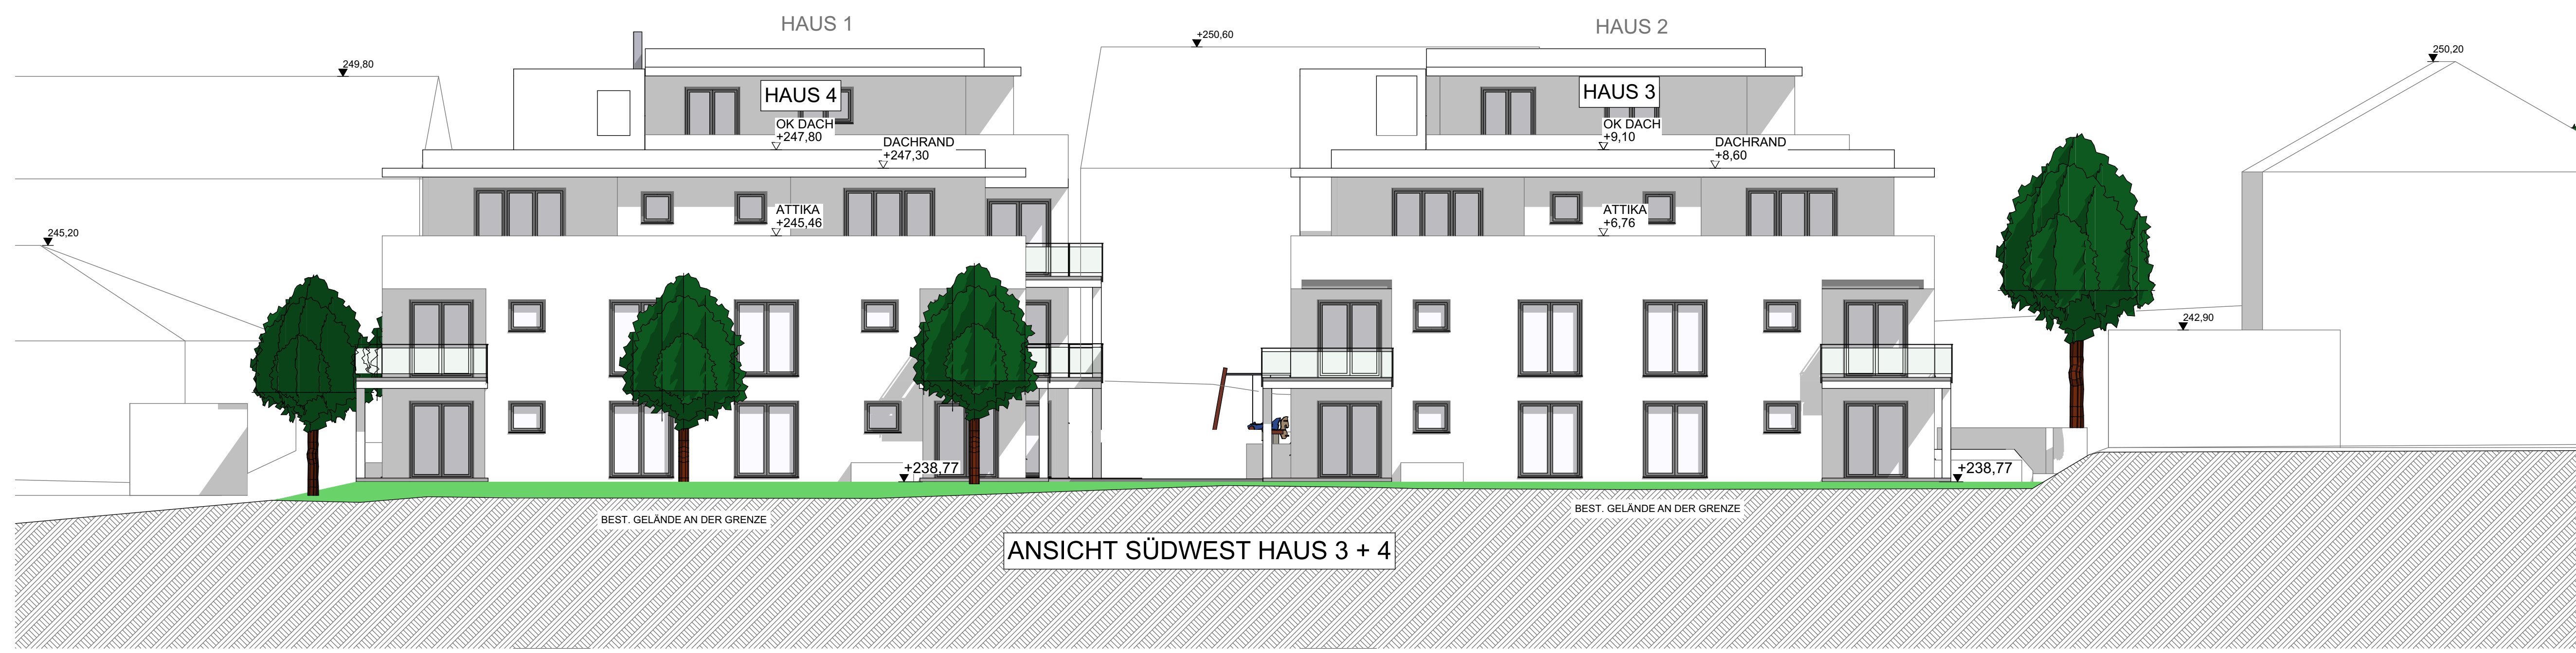 HAUS 1
HAUS 2
+250,60
250,20
249,80
HAUS 4
HAUS 3
OK DACH
+247,80
OK DACH
+9,10
DACHRAND
+247,30
DACHRAND
+8,60
ATTIKA
+245,46
ATTIKA
+6,76
245,20
242,90
+238,77
+238,77
BEST. GELÄNDE AN DER GRENZE
BEST. GELÄNDE AN DER GRENZE
ANSICHT SÜDWEST HAUS 3 + 4